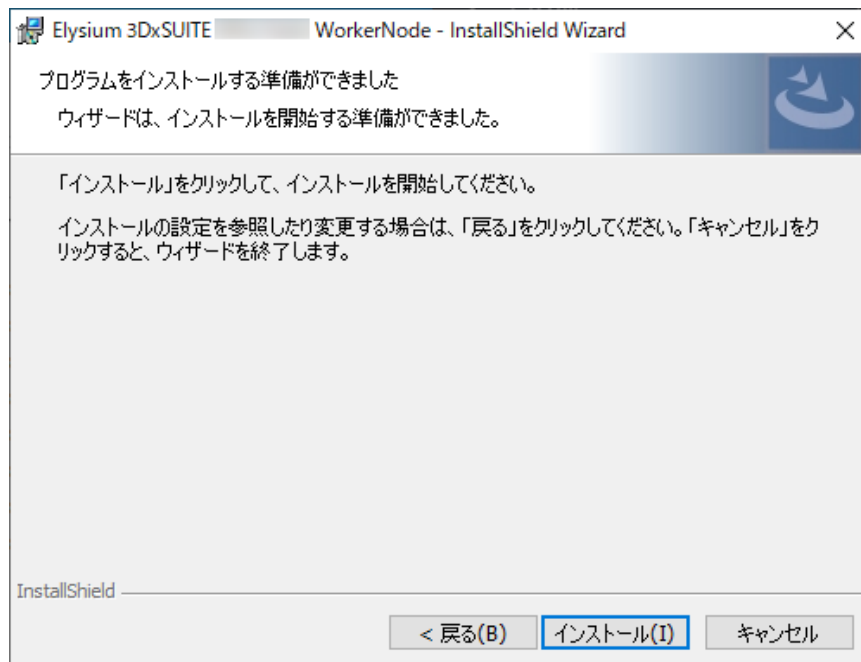 Elysium 3DxSUITE WorkerNode - InstallShield Wizard
プログラムをインストールする準備ができました
ウィザードは、インストールを開始する準備ができました。
「インストール」をクリックして、インストールを開始してください。
インストールの設定を参照したり変更する場合は、「戻る」をクリックしてください。「キャンセル」をク
リックすると、ウィザードを終了します。
InstallShield
< 戻る(B)
インストール(I)
キャンセル